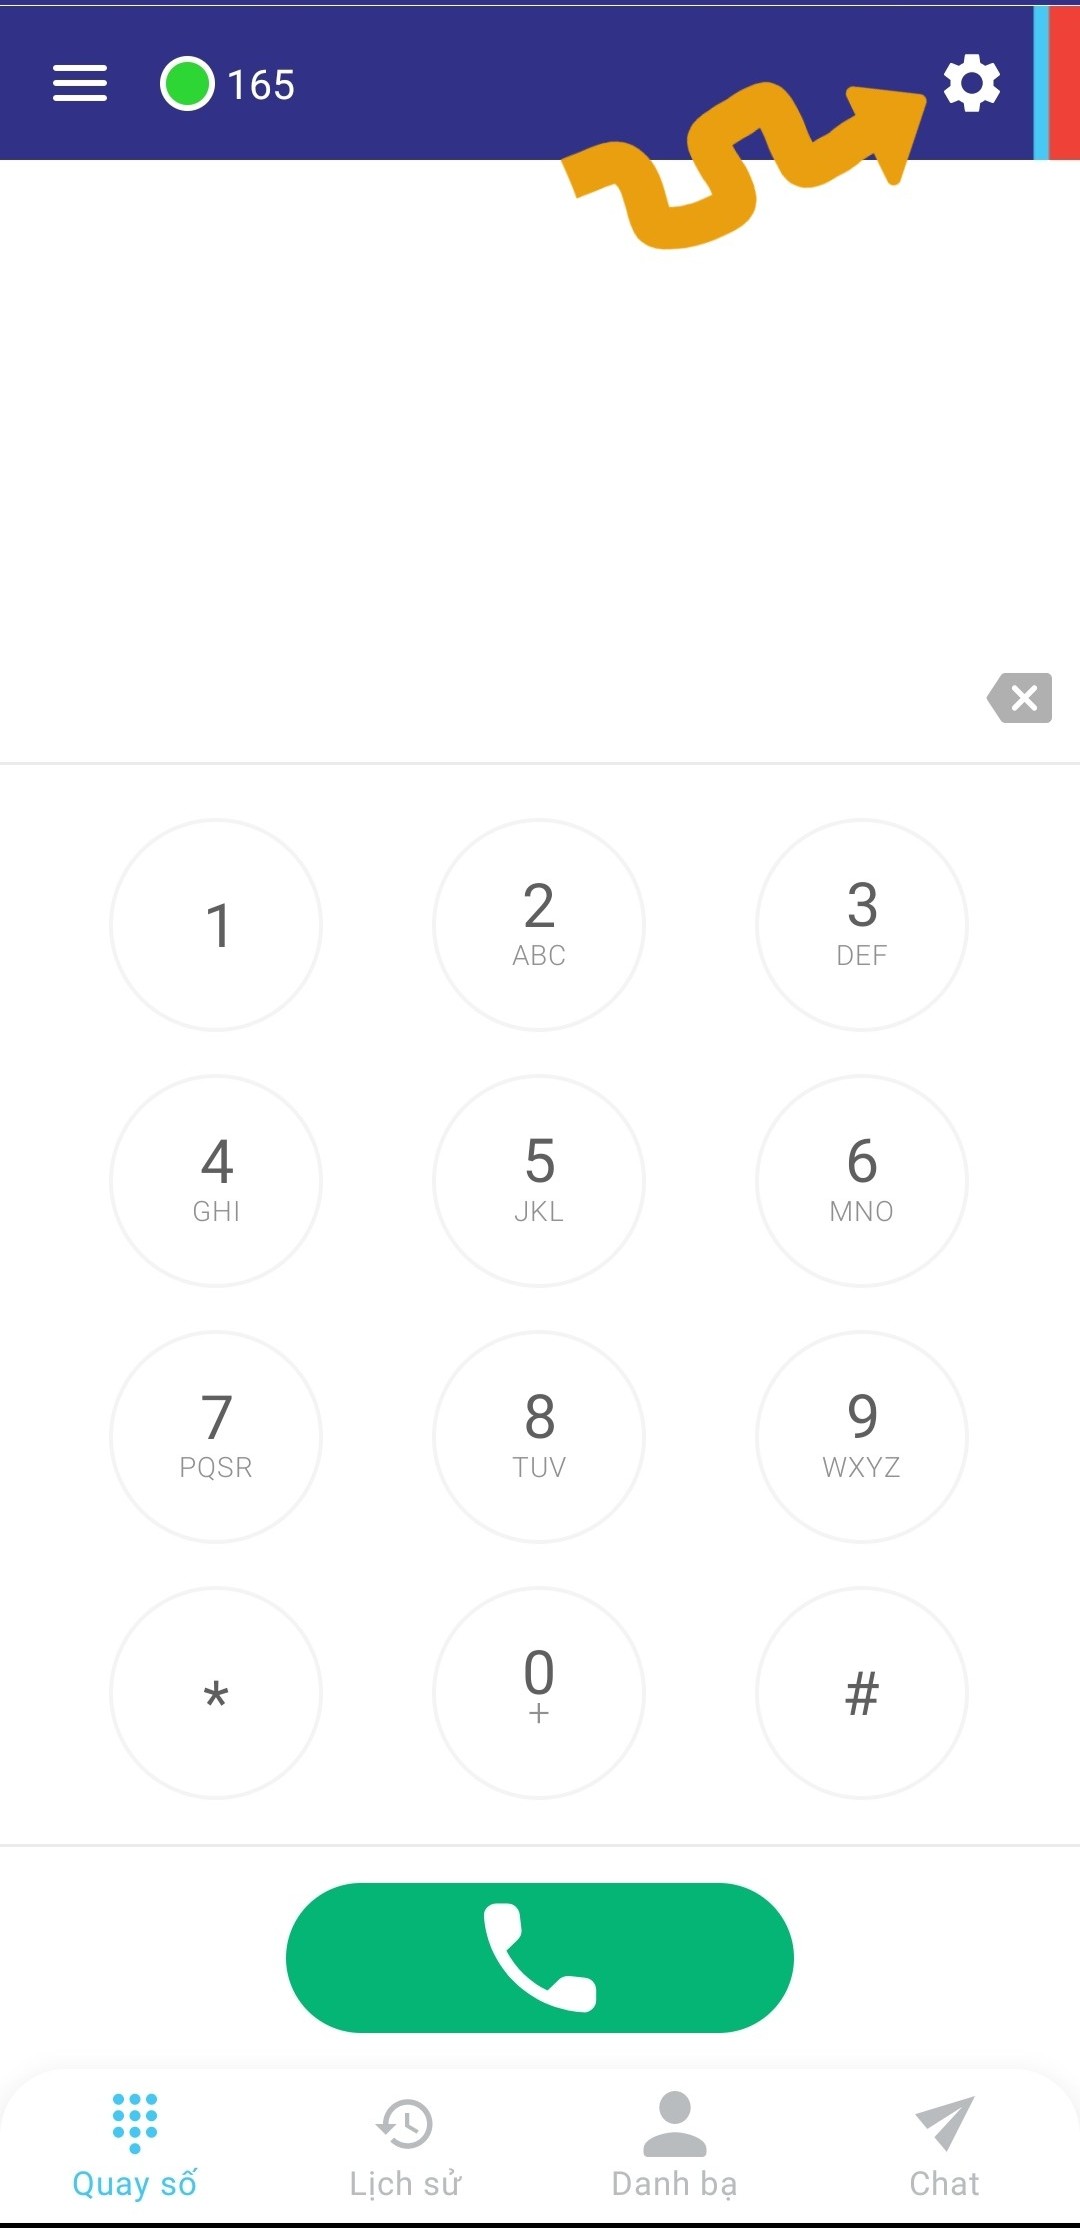 165
1
2
ABC
3
DEF
4
GHI
5
JKL
6
MNO
7
PQSR
8
TUV
9
WXYZ
*
0
+
#
Quay số
Lịch sử
Danh bạ
Chat